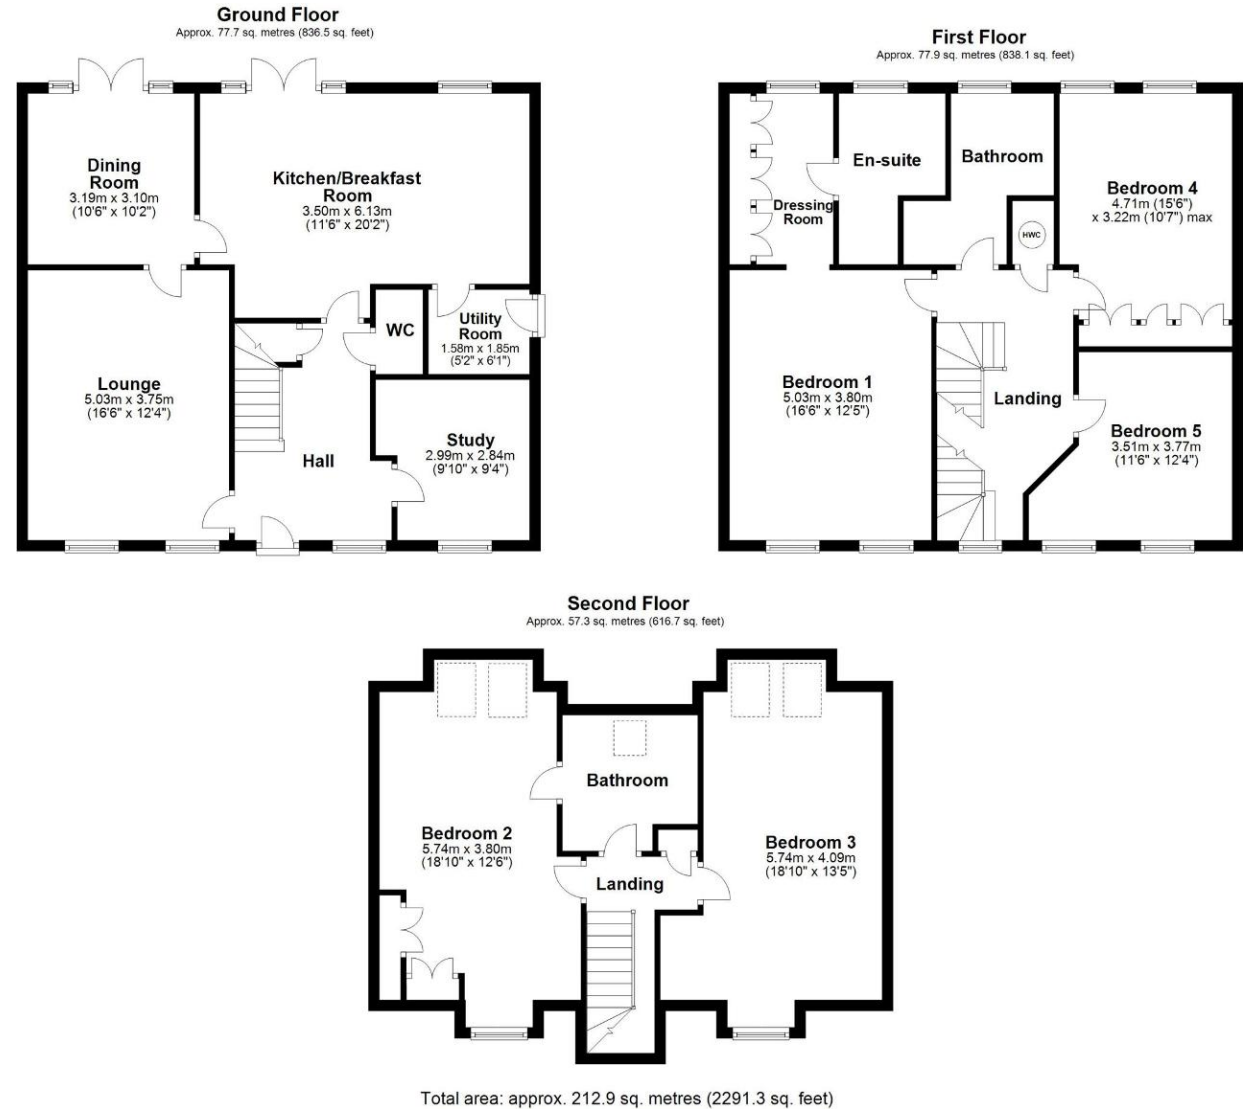 Ground Floor
Approx. 77.7 sq. metres (836.5 sq. feet)
Dining
Room
3.19m x 3.10m
(10'6" x 10'2")
Kitchen/Breakfast
Room
3.50m x 6.13m
(11'6" x 20'2")
Lounge
5.03m x 3.75m
(16'6" x 12'4")
WC
Utility
Room
1.58m x 1.85m
(5'2" x 6'1")
Hall
Study
2.99m x 2.84m
(9'10" x 9'4")
First Floor
Approx. 77.9 sq. metres (838.1 sq. feet)
Dressing
Room
En-suite
Bathroom
HWC
Bedroom 4
4.71m (15'6")
x 3.22m (10'7") max
Bedroom 1
5.03m x 3.80m
(16'6" x 12'5")
Landing
Bedroom 5
3.51m x 3.77m
(11'6" x 12'4")
Second Floor
Approx. 57.3 sq. metres (616.7 sq. feet)
Bedroom 2
5.74m x 3.80m
(18'10" x 12'6")
Bathroom
Landing
Bedroom 3
5.74m x 4.09m
(18'10" x 13'5")
Total area: approx. 212.9 sq. metres (2291.3 sq. feet)